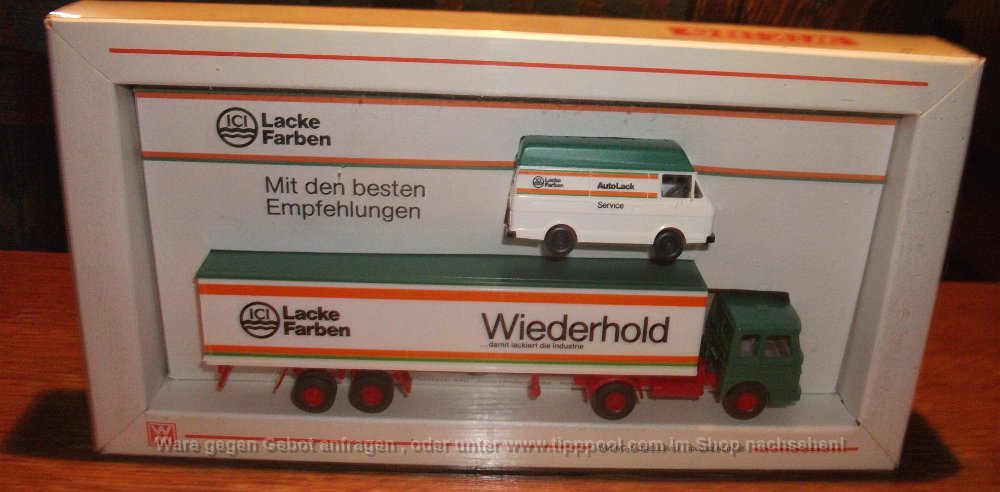 ICI
Lacke
Farben
Mit den besten
Empfehlungen
ICI
Lacke
Farben
AutoLack
Service
ICI
Lacke
Farben
Wiederhold
...damit lackiert die Industrie
Ware gegen Gebot anfragen , oder unter www.tipppool.com im Shop nachsehen!